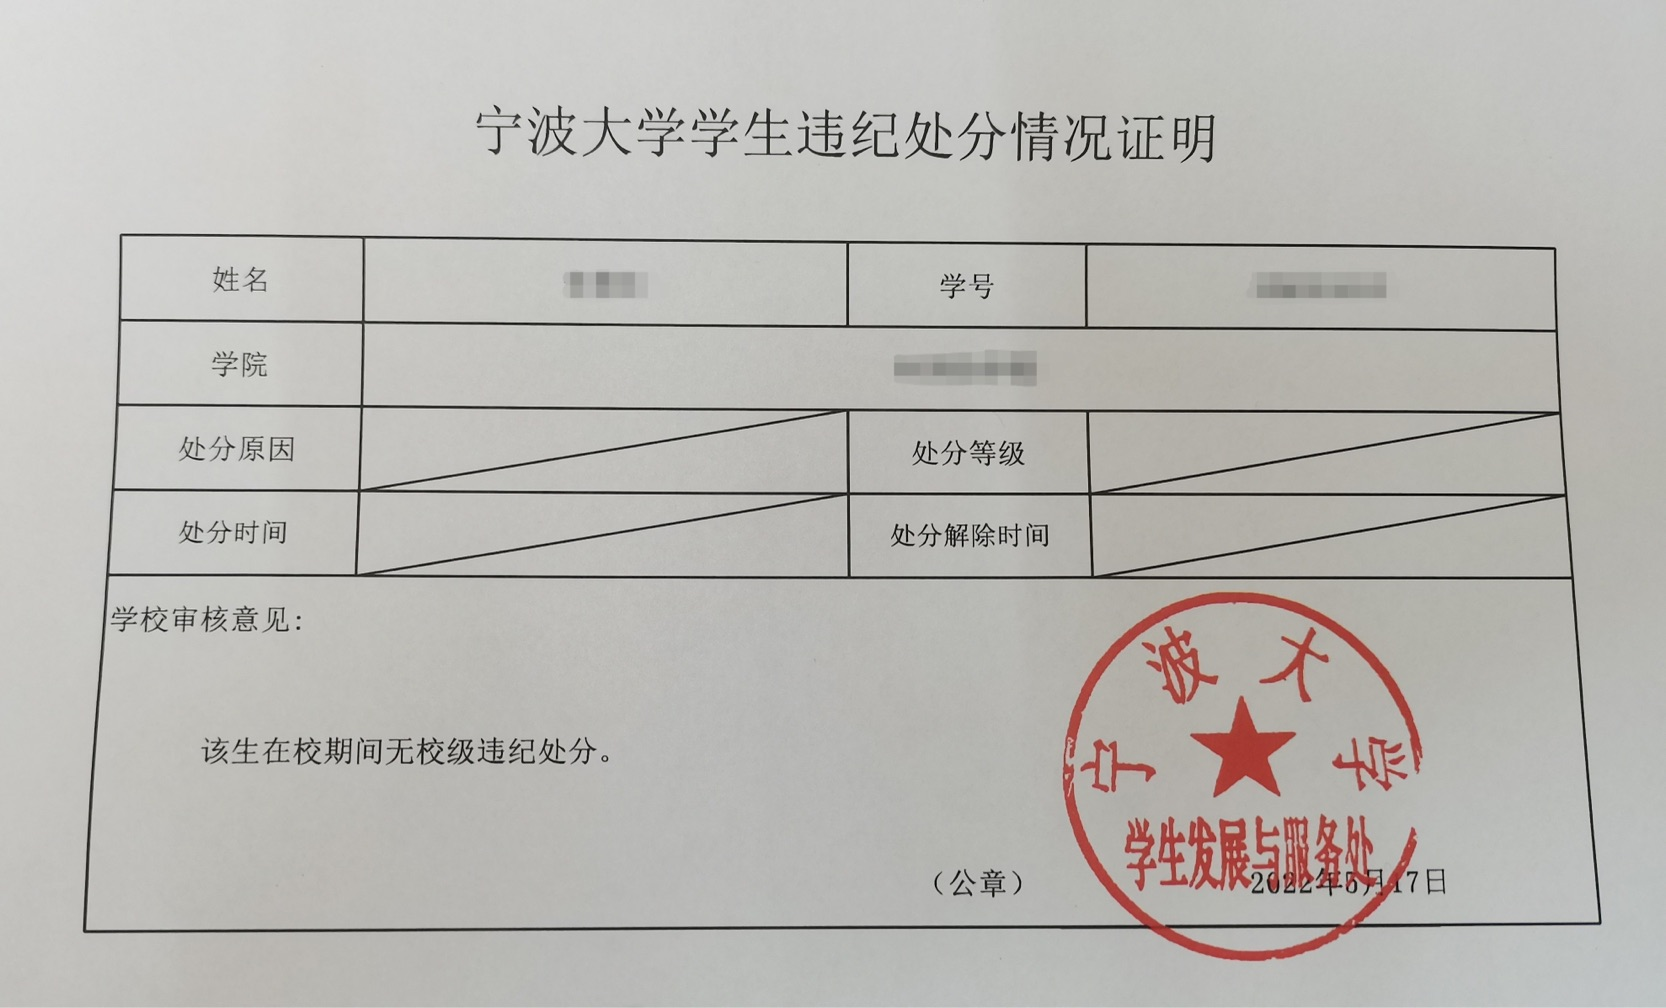 宁波大学学生违纪处分情况证明
姓名 学号
学院
处分原因 处分等级
处分时间 处分解除时间
学校审核意见:
该生在校期间无校级违纪处分。
宁波大学
学生发展与服务处
(公章) 2022年 月17日